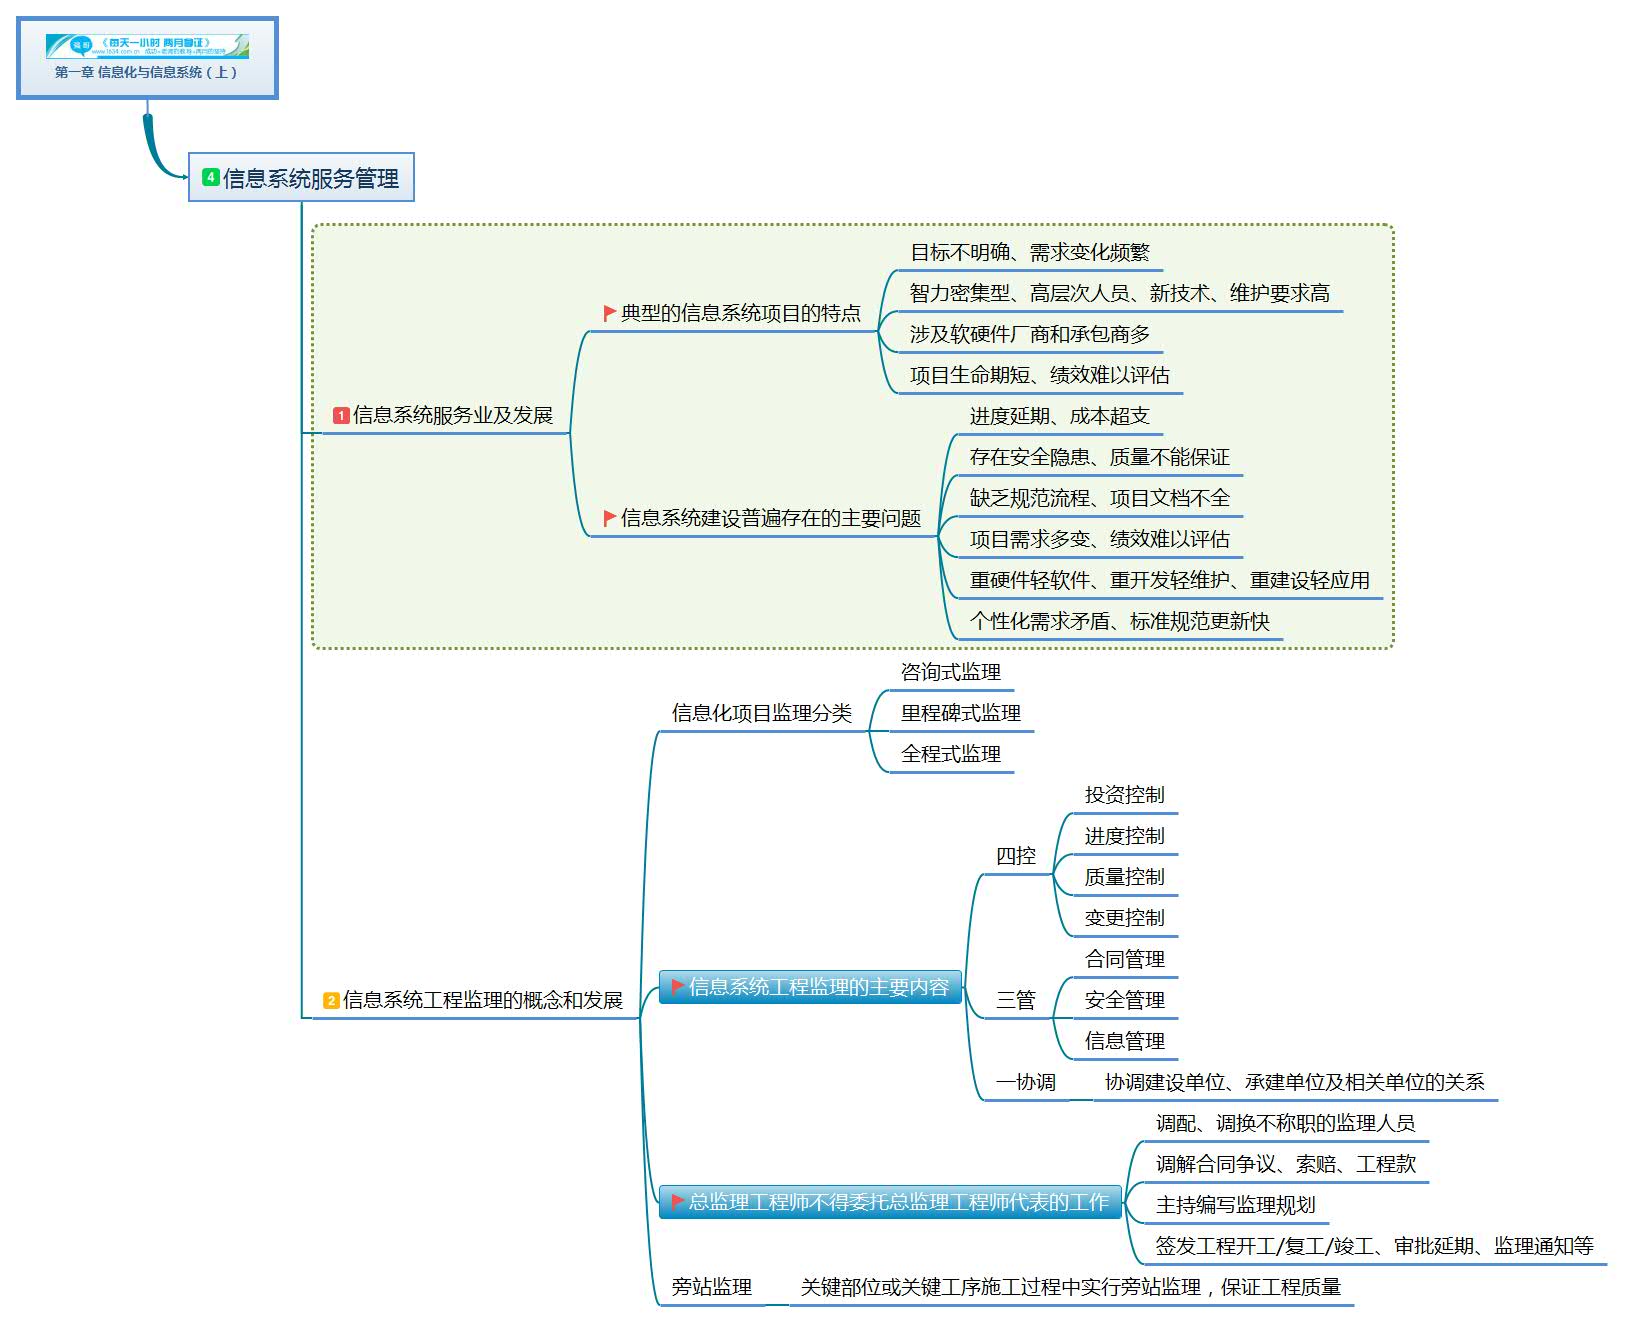 《每天一小时 两月拿证》
第一章 信息化与信息系统（上）
4 信息系统服务管理
1 信息系统服务业及发展
典型的信息系统项目的特点
目标不明确、需求变化频繁
智力密集型、高层次人员、新技术、维护要求高
涉及软硬件厂商和承包商多
项目生命期短、绩效难以评估
信息系统建设普遍存在的主要问题
进度延期、成本超支
存在安全隐患、质量不能保证
缺乏规范流程、项目文档不全
项目需求多变、绩效难以评估
重硬件轻软件、重开发轻维护、重建设轻应用
个性化需求矛盾、标准规范更新快
2 信息系统工程监理的概念和发展
信息化项目监理分类
咨询式监理
里程碑式监理
全程式监理
信息系统工程监理的主要内容
四控
投资控制
进度控制
质量控制
变更控制
三管
合同管理
安全管理
信息管理
一协调
协调建设单位、承建单位及相关单位的关系
总监理工程师不得委托总监理工程师代表的工作
调配、调换不称职的监理人员
调解合同争议、索赔、工程款
主持编写监理规划
签发工程开工/复工/竣工、审批延期、监理通知等
旁站监理
关键部位或关键工序施工过程中实行旁站监理，保证工程质量